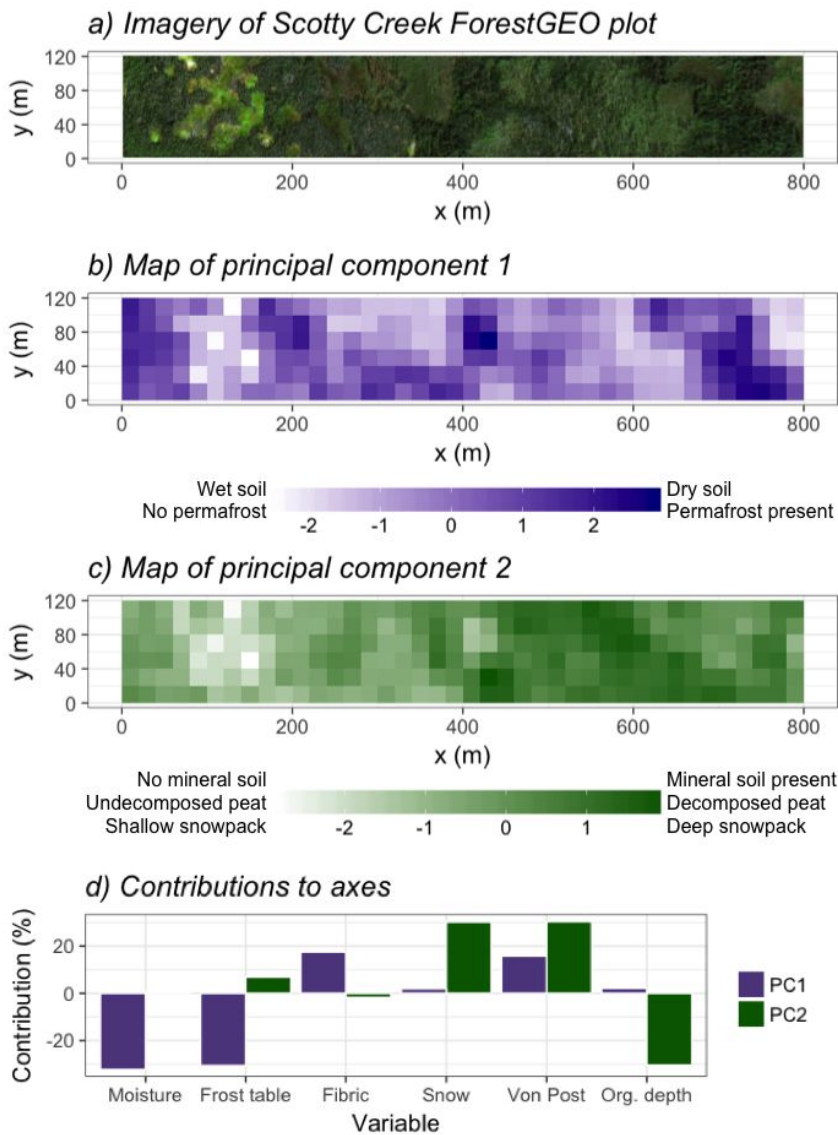 a) Imagery of Scotty Creek ForestGEO plot
120
80
40
0
y (m)
0 200 400 600 800
x (m)
b) Map of principal component 1
120
80
40
0
y (m)
0 200 400 600 800
x (m)
Wet soil
No permafrost
-2 -1 0 1 2
Dry soil
Permafrost present
c) Map of principal component 2
120
80
40
0
y (m)
0 200 400 600 800
x (m)
No mineral soil
Undecomposed peat
Shallow snowpack
-2 -1 0 1
Mineral soil present
Decomposed peat
Deep snowpack
d) Contributions to axes
Contribution (%)
20
0
-20
Moisture Frost table Fibric Snow Von Post Org. depth
Variable
PC1
PC2